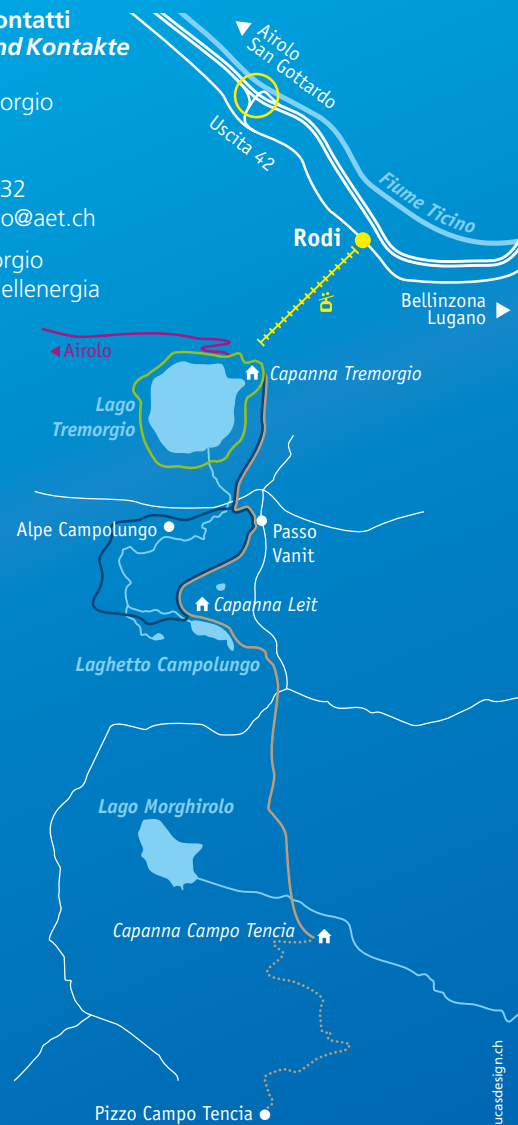 ontatti
nd Kontakte
orgio
32
o@aet.ch
orgio
ellenergia
Airolo
San Gottardo
Uscita 42
Fiume Ticino
Rodi
Bellinzona
Lugano
Airolo
Capanna Tremorgio
Lago
Tremorgio
Alpe Campolungo
Passo
Vanit
Capanna Leìt
Laghetto Campolungo
Lago Morghirolo
Capanna Campo Tencia
Pizzo Campo Tencia
ucasdesign.ch